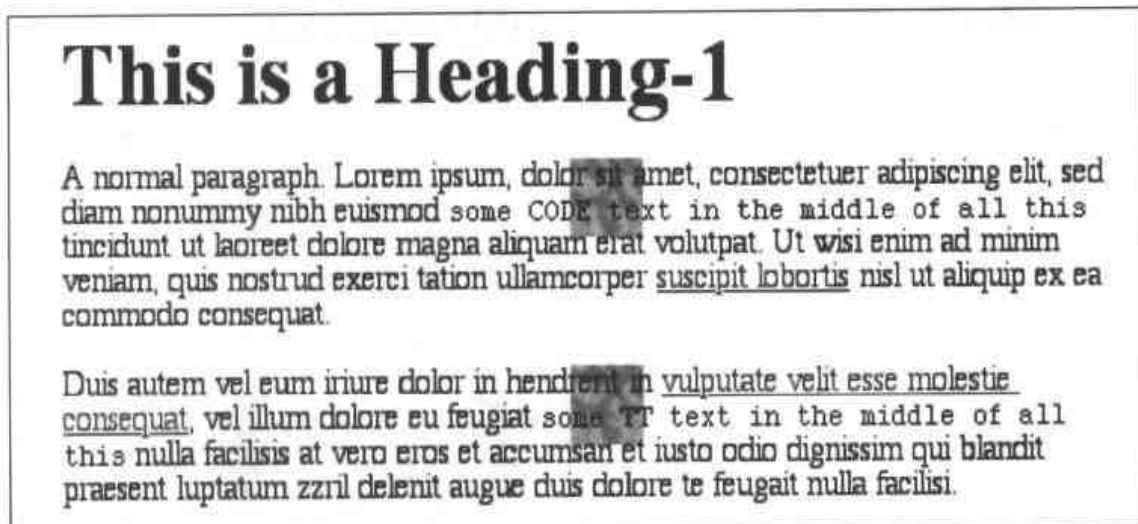 This is a Heading-1
A normal paragraph. Lorem ipsum, dolor sit amet, consectetuer adipiscing elit, sed
diam nonummy nibh euismod some CODE text in the middle of all this
tincidunt ut laoreet dolore magna aliquam erat volutpat. Ut wisi enim ad minim
veniam, quis nostrud exerci tation ullamcorper suscipit lobortis nisl ut aliquip ex ea
commodo consequat.
Duis autem vel eum iriure dolor in hendrerit in vulputate velit esse molestie
consequat, vel illum dolore eu feugiat some TT text in the middle of all
this nulla facilisis at vero eros et accumsan et iusto odio dignissim qui blandit
praesent luptatum zzril delenit augue duis dolore te feugait nulla facilisi.